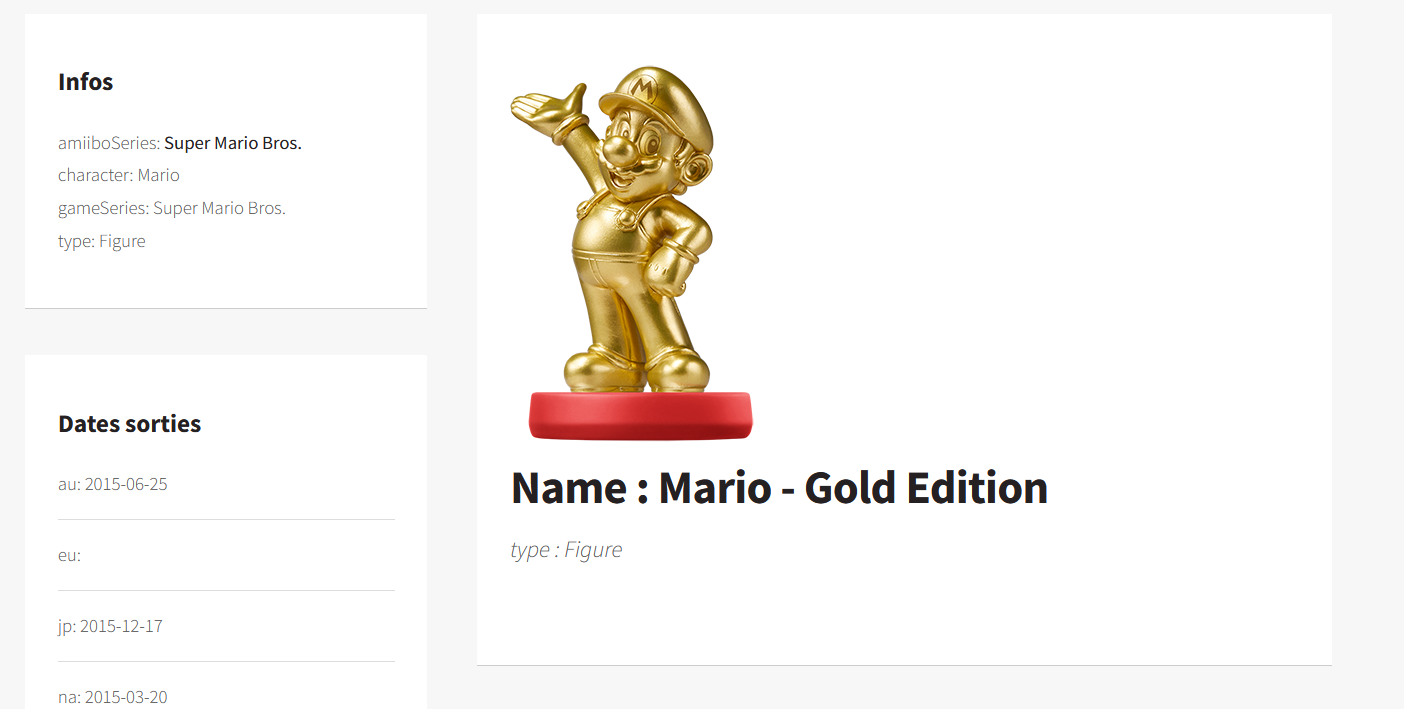 Infos
amiiboSeries: Super Mario Bros.
character: Mario
gameSeries: Super Mario Bros.
type: Figure
Dates sorties
au: 2015-06-25
eu:
jp: 2015-12-17
na: 2015-03-20
M
Name : Mario - Gold Edition
type : Figure